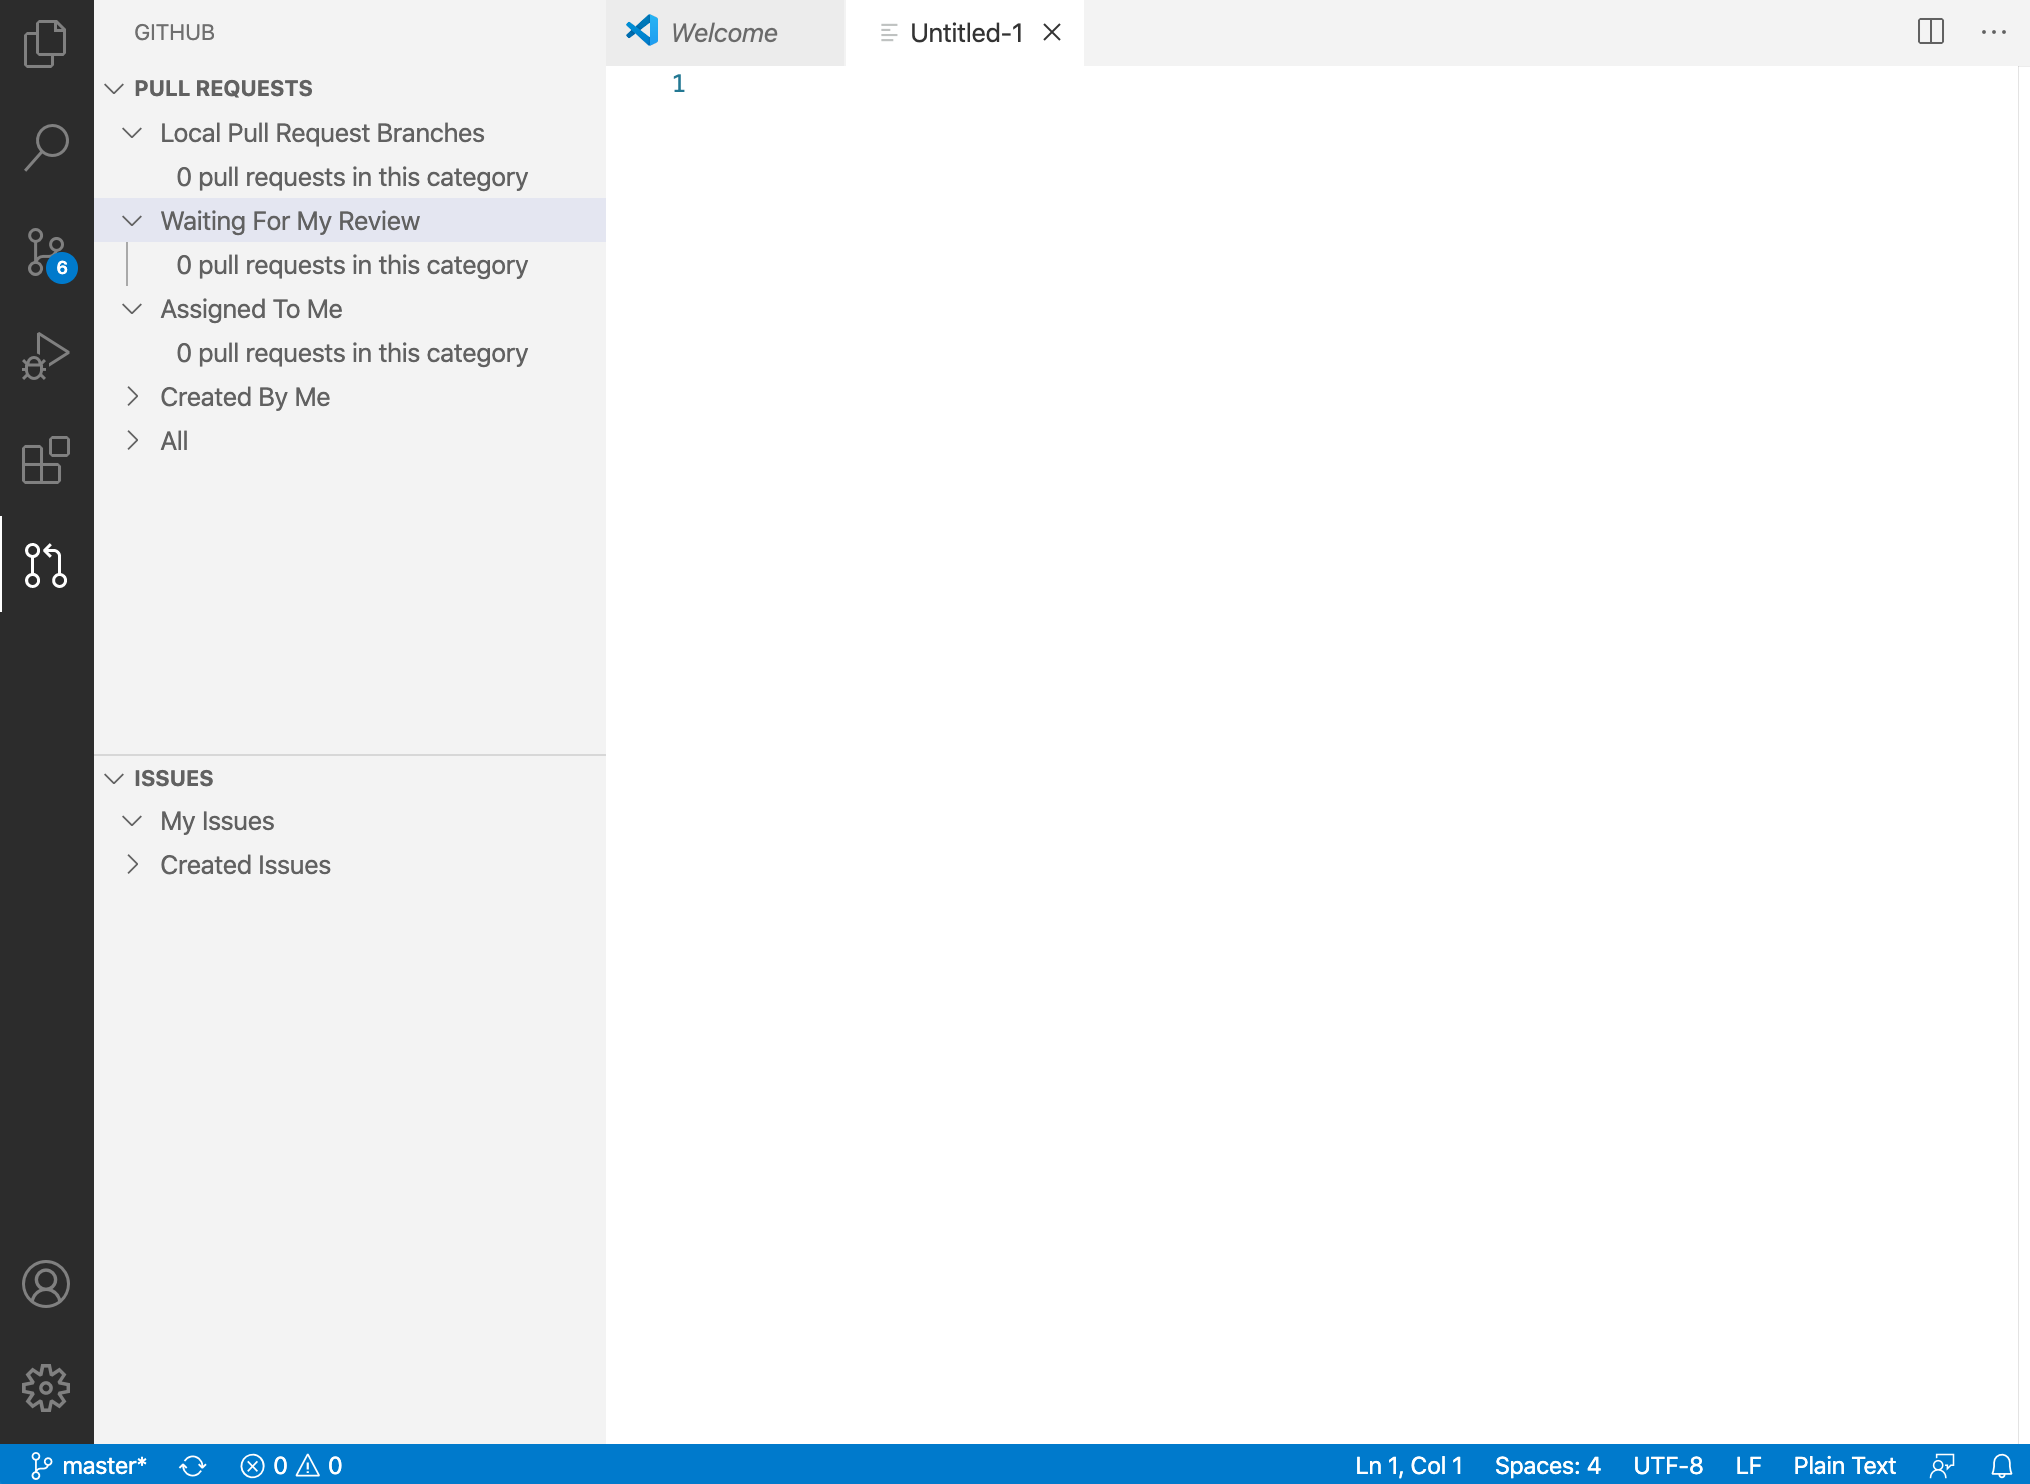 GITHUB
PULL REQUESTS
Local Pull Request Branches
0 pull requests in this category
Waiting For My Review
0 pull requests in this category
Assigned To Me
0 pull requests in this category
Created By Me
All
ISSUES
My Issues
Created Issues
6
Welcome
Untitled-1
1
master*
0
0
Ln 1, Col 1
Spaces: 4
UTF-8
LF
Plain Text